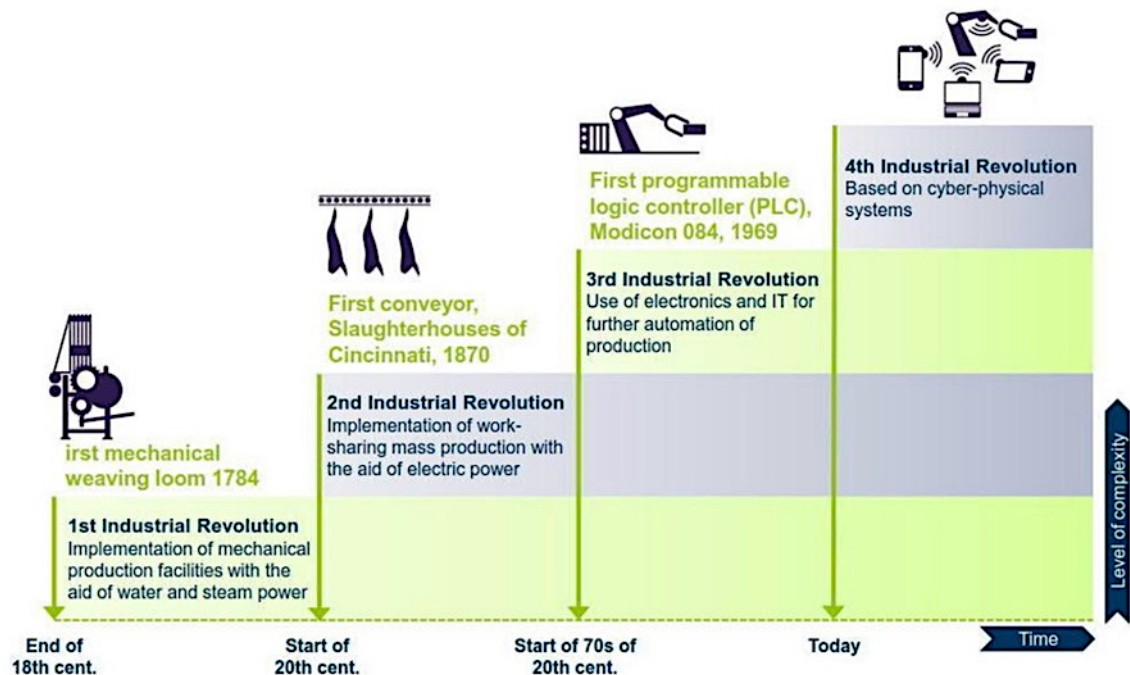 4th Industrial Revolution
Based on cyber-physical
systems
First programmable
logic controller (PLC),
Modicon 084, 1969
3rd Industrial Revolution
Use of electronics and IT for
further automation of
production
First conveyor,
Slaughterhouses of
Cincinnati, 1870
2nd Industrial Revolution
Implementation of work-
sharing mass production with
the aid of electric power
irst mechanical
weaving loom 1784
1st Industrial Revolution
Implementation of mechanical
production facilities with the
aid of water and steam power
Level of complexity
End of
18th cent.
Start of
20th cent.
Start of 70s of
20th cent.
Today
Time